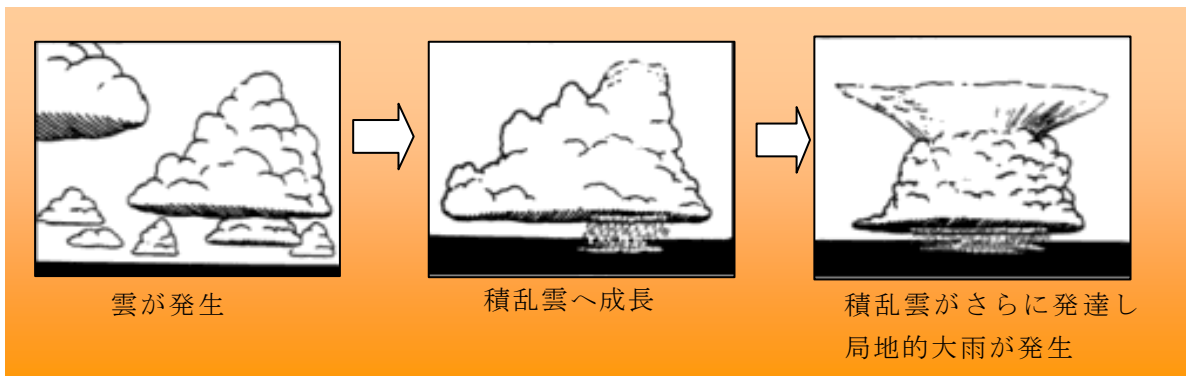 雲が発生
積乱雲へ成長
積乱雲がさらに発達し
局地的大雨が発生